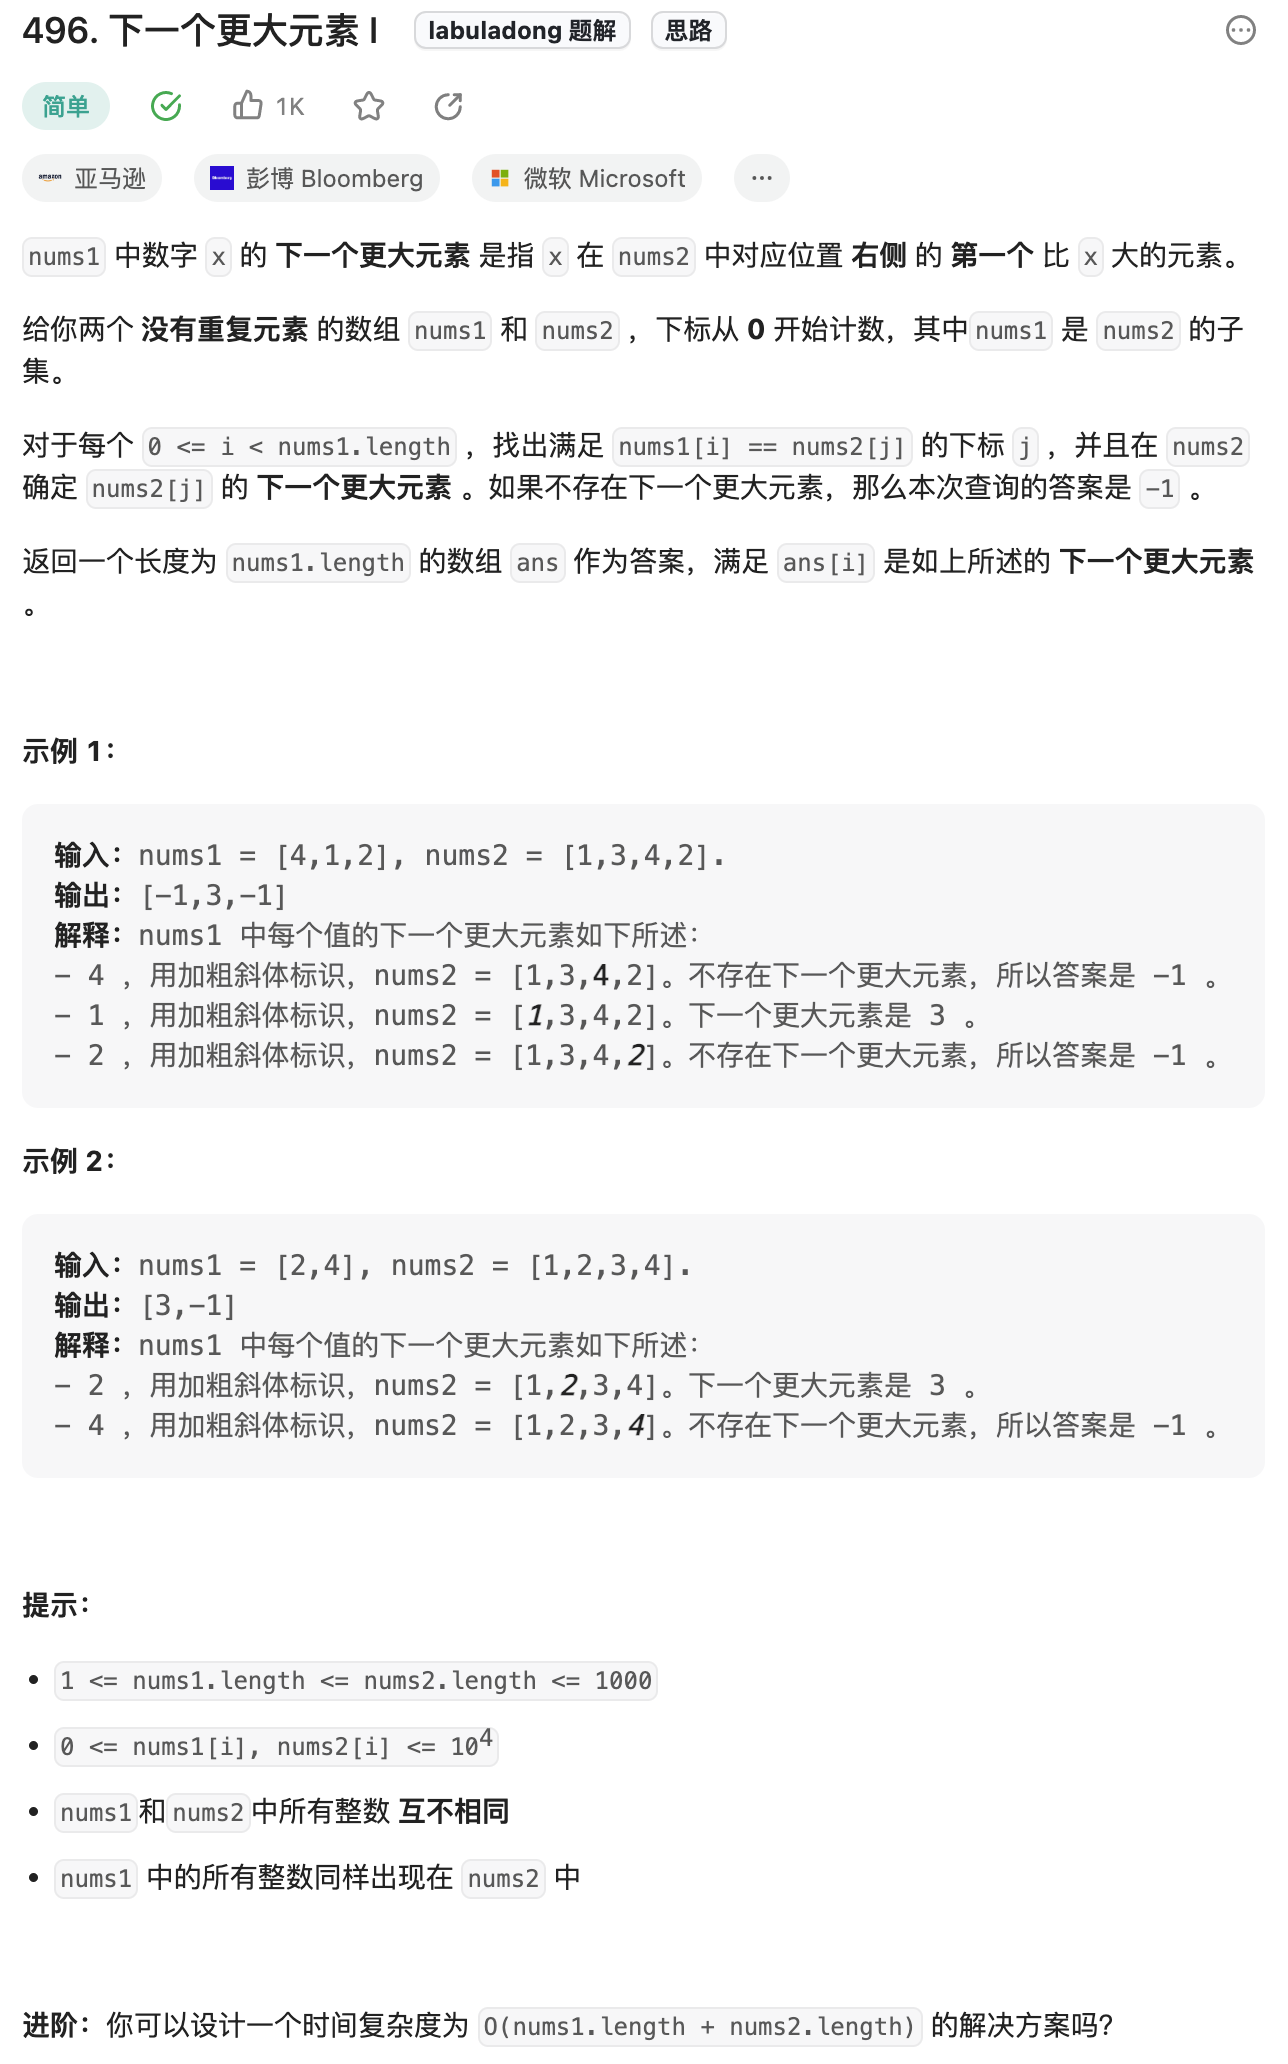 496. 下一个更大元素 I labuladong 题解 思路
简单 1K
amazon 亚马逊 Bloomberg 彭博 Bloomberg 微软 Microsoft ···
nums1 中数字 x 的 下一个更大元素 是指 x 在 nums2 中对应位置 右侧 的 第一个 比 x 大的元素。
给你两个 没有重复元素 的数组 nums1 和 nums2 ，下标从 0 开始计数，其中nums1 是 nums2 的子
集。
对于每个 0 <= i < nums1.length ，找出满足 nums1[i] == nums2[j] 的下标 j ，并且在 nums2
确定 nums2[j] 的 下一个更大元素 。如果不存在下一个更大元素，那么本次查询的答案是 -1 。
返回一个长度为 nums1.length 的数组 ans 作为答案，满足 ans[i] 是如上所述的 下一个更大元素
。
示例 1：
输入：nums1 = [4,1,2], nums2 = [1,3,4,2].
输出：[-1,3,-1]
解释：nums1 中每个值的下一个更大元素如下所述：
- 4 ，用加粗斜体标识，nums2 = [1,3,4,2]。不存在下一个更大元素，所以答案是 -1 。
- 1 ，用加粗斜体标识，nums2 = [1,3,4,2]。下一个更大元素是 3 。
- 2 ，用加粗斜体标识，nums2 = [1,3,4,2]。不存在下一个更大元素，所以答案是 -1 。
示例 2：
输入：nums1 = [2,4], nums2 = [1,2,3,4].
输出：[3,-1]
解释：nums1 中每个值的下一个更大元素如下所述：
- 2 ，用加粗斜体标识，nums2 = [1,2,3,4]。下一个更大元素是 3 。
- 4 ，用加粗斜体标识，nums2 = [1,2,3,4]。不存在下一个更大元素，所以答案是 -1 。
提示：
• 1 <= nums1.length <= nums2.length <= 1000
• 0 <= nums1[i], nums2[i] <= 10⁴
• nums1和nums2中所有整数 互不相同
• nums1 中的所有整数同样出现在 nums2 中
进阶：你可以设计一个时间复杂度为 O(nums1.length + nums2.length) 的解决方案吗？